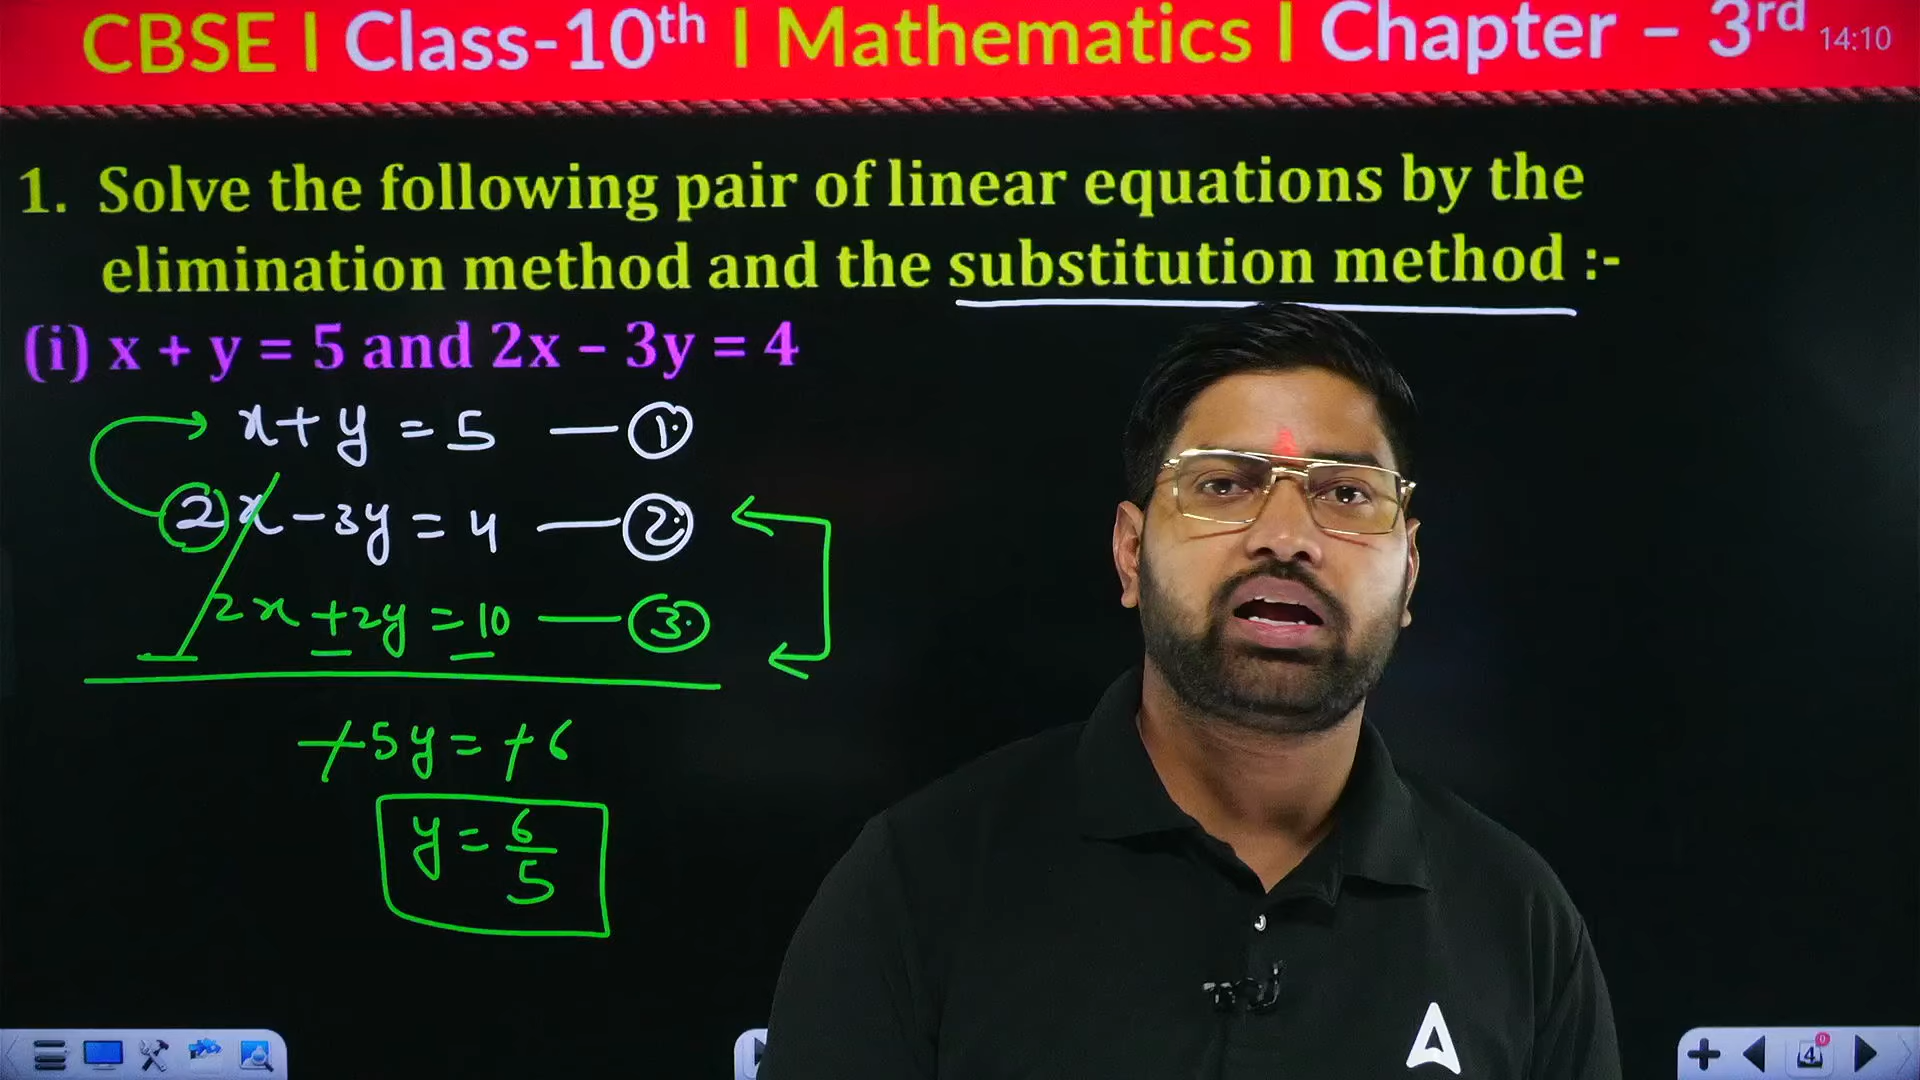 CBSE I Class-10th I Mathematics I Chapter – 3rd 14:10
1. Solve the following pair of linear equations by the
elimination method and the substitution method :-
(i) x + y = 5 and 2x – 3y = 4
x + y = 5 — 1.
2x – 3y = 4 — 2.
2x + 2y = 10 — 3.
+5y = +6
y = 6/5
4
0
A